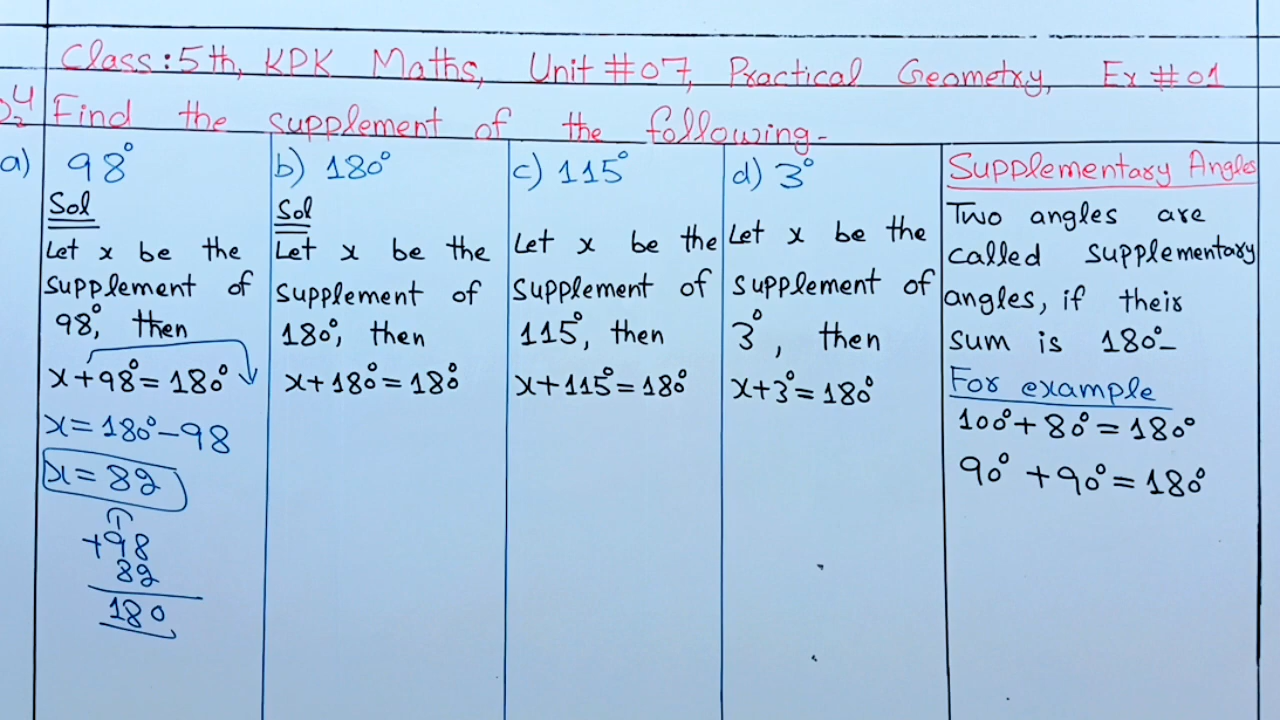 Class: 5th, KPK Maths, Unit #07, Practical Geometry, Ex #01
Find the supplement of the following-
a) 98°
Sol
Let x be the
supplement of
98°, then
x+98°=180°
x=180°-98
x=82
+98
82
180
b) 180°
Sol
Let x be the
supplement of
180°, then
x+180°=180°
c) 115°
Let x be the
supplement of
115°, then
x+115°=180°
d) 3°
Let x be the
supplement of
3°, then
x+3°=180°
Supplementary Angles
Two angles are
called supplementary
angles, if their
sum is 180°-
For example
100°+80°=180°
90°+90°=180°